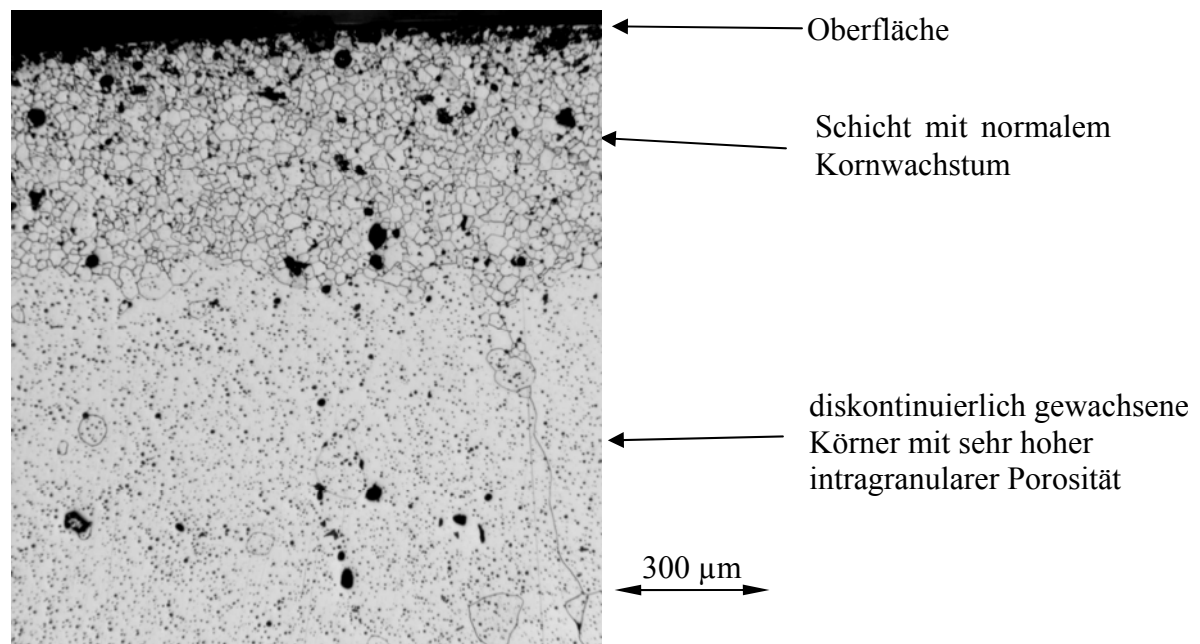 Oberfläche
Schicht mit normalem
Kornwachstum
diskontinuierlich gewachsene
Körner mit sehr hoher
intragranularer Porosität
300 µm